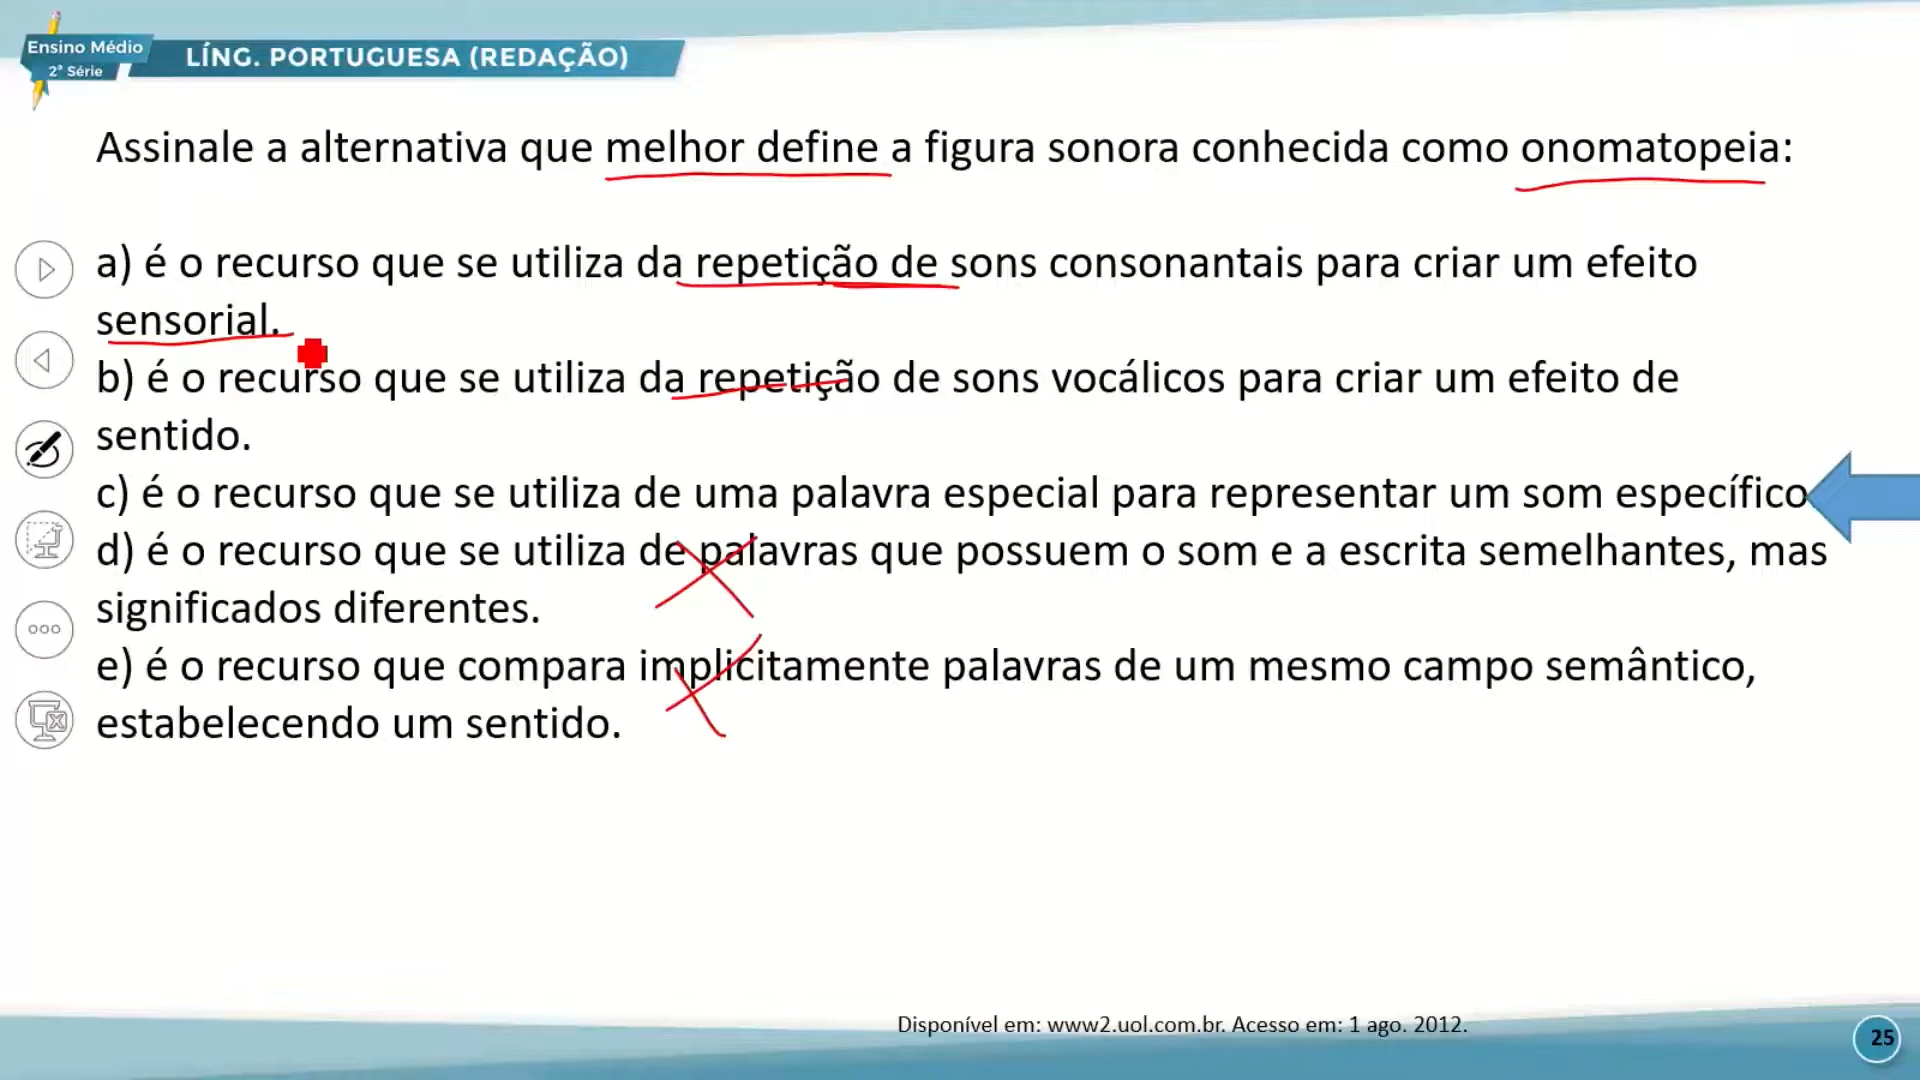 Ensino Médio
2ª Série
LÍNG. PORTUGUESA (REDAÇÃO)
Assinale a alternativa que melhor define a figura sonora conhecida como onomatopeia:
a) é o recurso que se utiliza da repetição de sons consonantais para criar um efeito
sensorial.
b) é o recurso que se utiliza da repetição de sons vocálicos para criar um efeito de
sentido.
c) é o recurso que se utiliza de uma palavra especial para representar um som específico.
d) é o recurso que se utiliza de palavras que possuem o som e a escrita semelhantes, mas
significados diferentes.
e) é o recurso que compara implicitamente palavras de um mesmo campo semântico,
estabelecendo um sentido.
Disponível em: www2.uol.com.br. Acesso em: 1 ago. 2012.
25